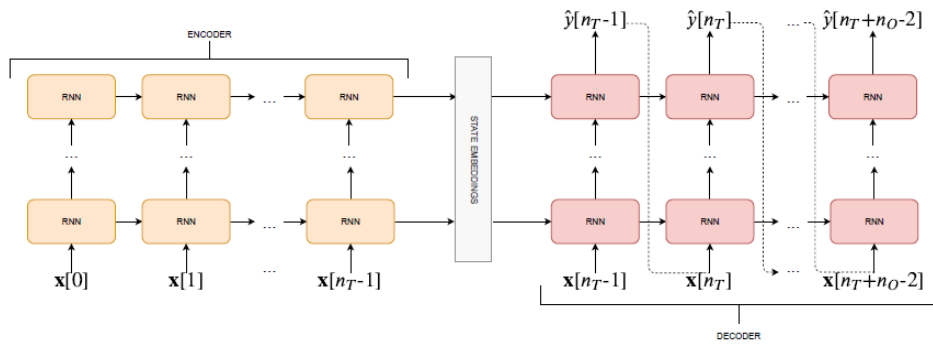 ŷ[n_T-1] ŷ[n_T] ... ŷ[n_T+n_O-2]
ENCODER
RNN RNN ... RNN RNN RNN ... RNN
STATE EMBEDDINGS
... ... ... ... ... ...
RNN RNN ... RNN RNN RNN ... RNN
x[0] x[1] ... x[n_T-1] x[n_T-1] x[n_T] ... x[n_T+n_O-2]
DECODER